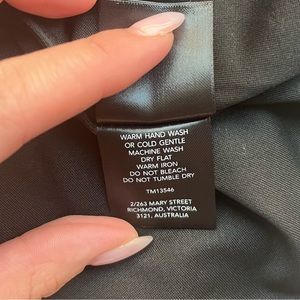 WARM HAND WASH
OR COLD GENTLE
MACHINE WASH
DRY FLAT
WARM IRON
DO NOT BLEACH
DO NOT TUMBLE DRY
TM13546
2/263 MARY STREET
RICHMOND, VICTORIA
3121, AUSTRALIA